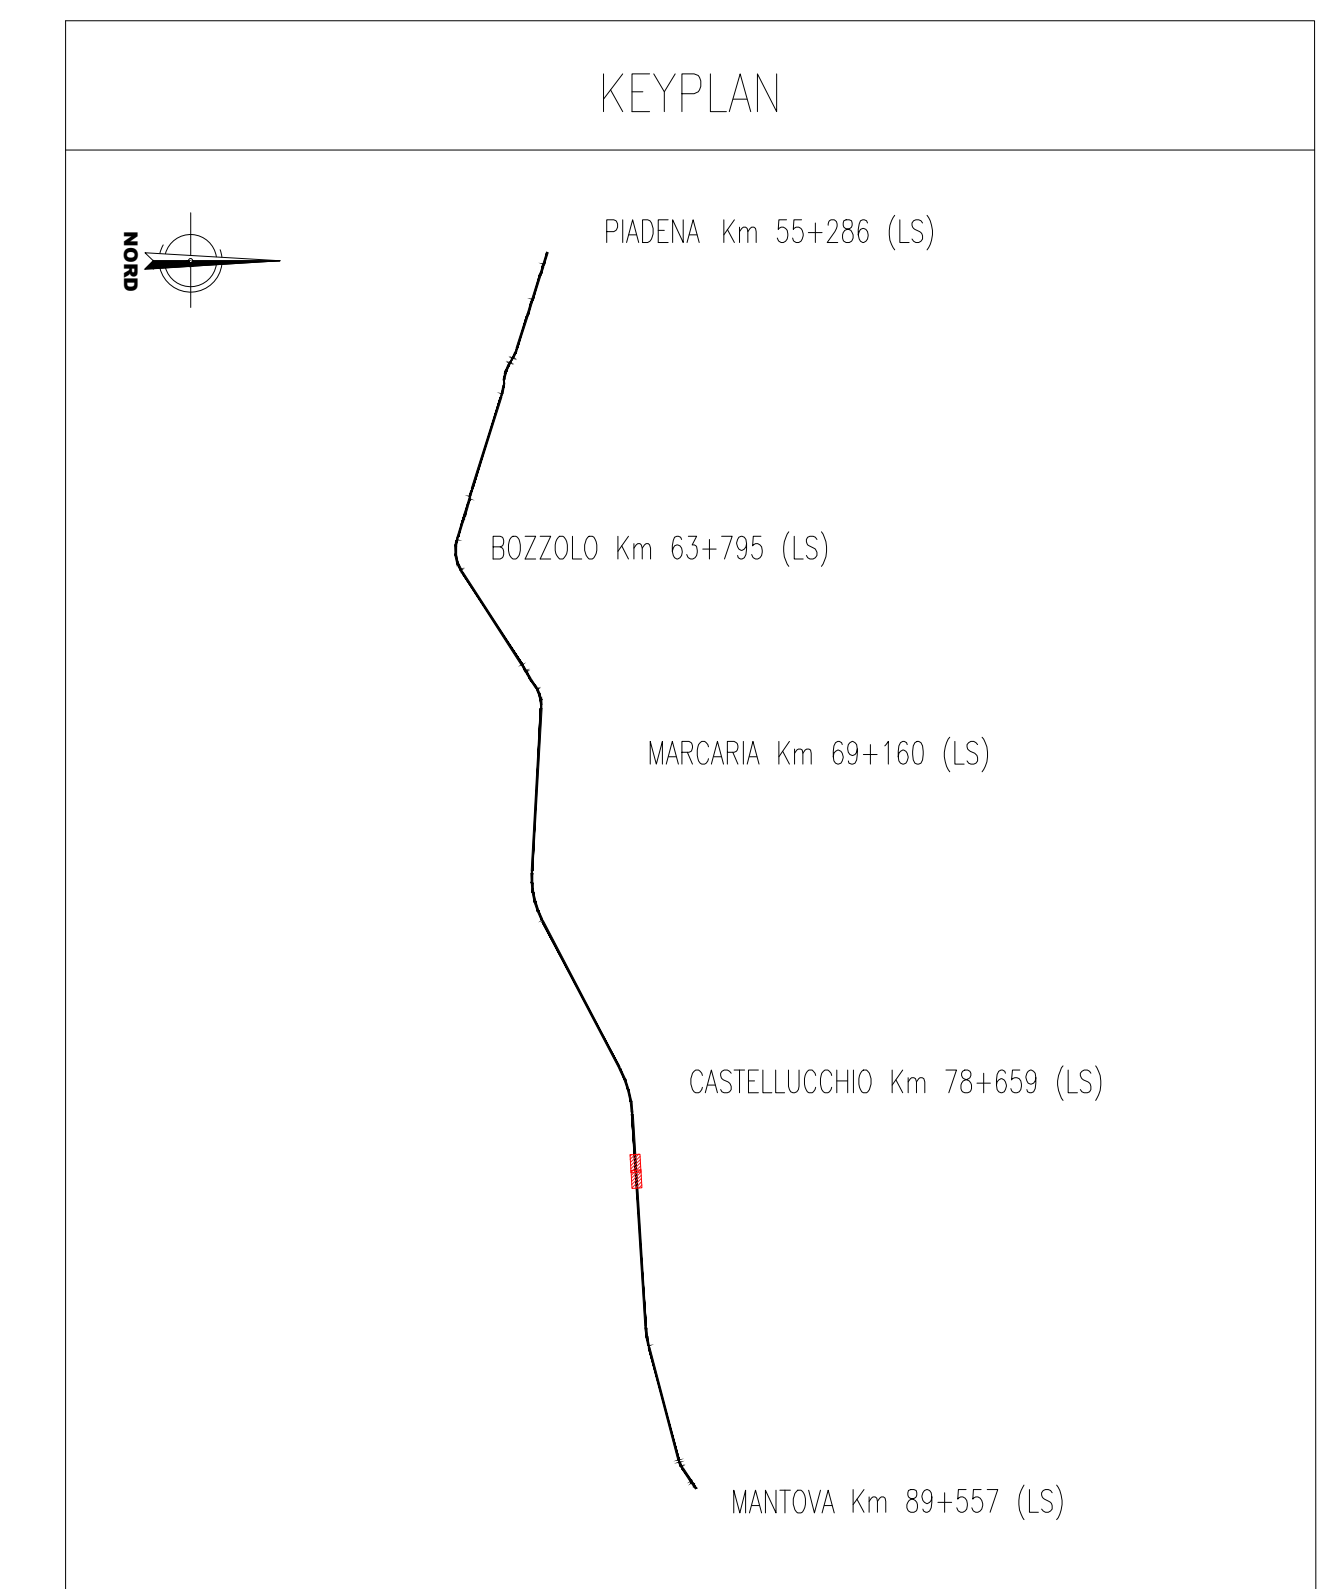 KEYPLAN
NORD
PIADENA Km 55+286 (LS)
BOZZOLO Km 63+795 (LS)
MARCARIA Km 69+160 (LS)
CASTELLUCCHIO Km 78+659 (LS)
MANTOVA Km 89+557 (LS)